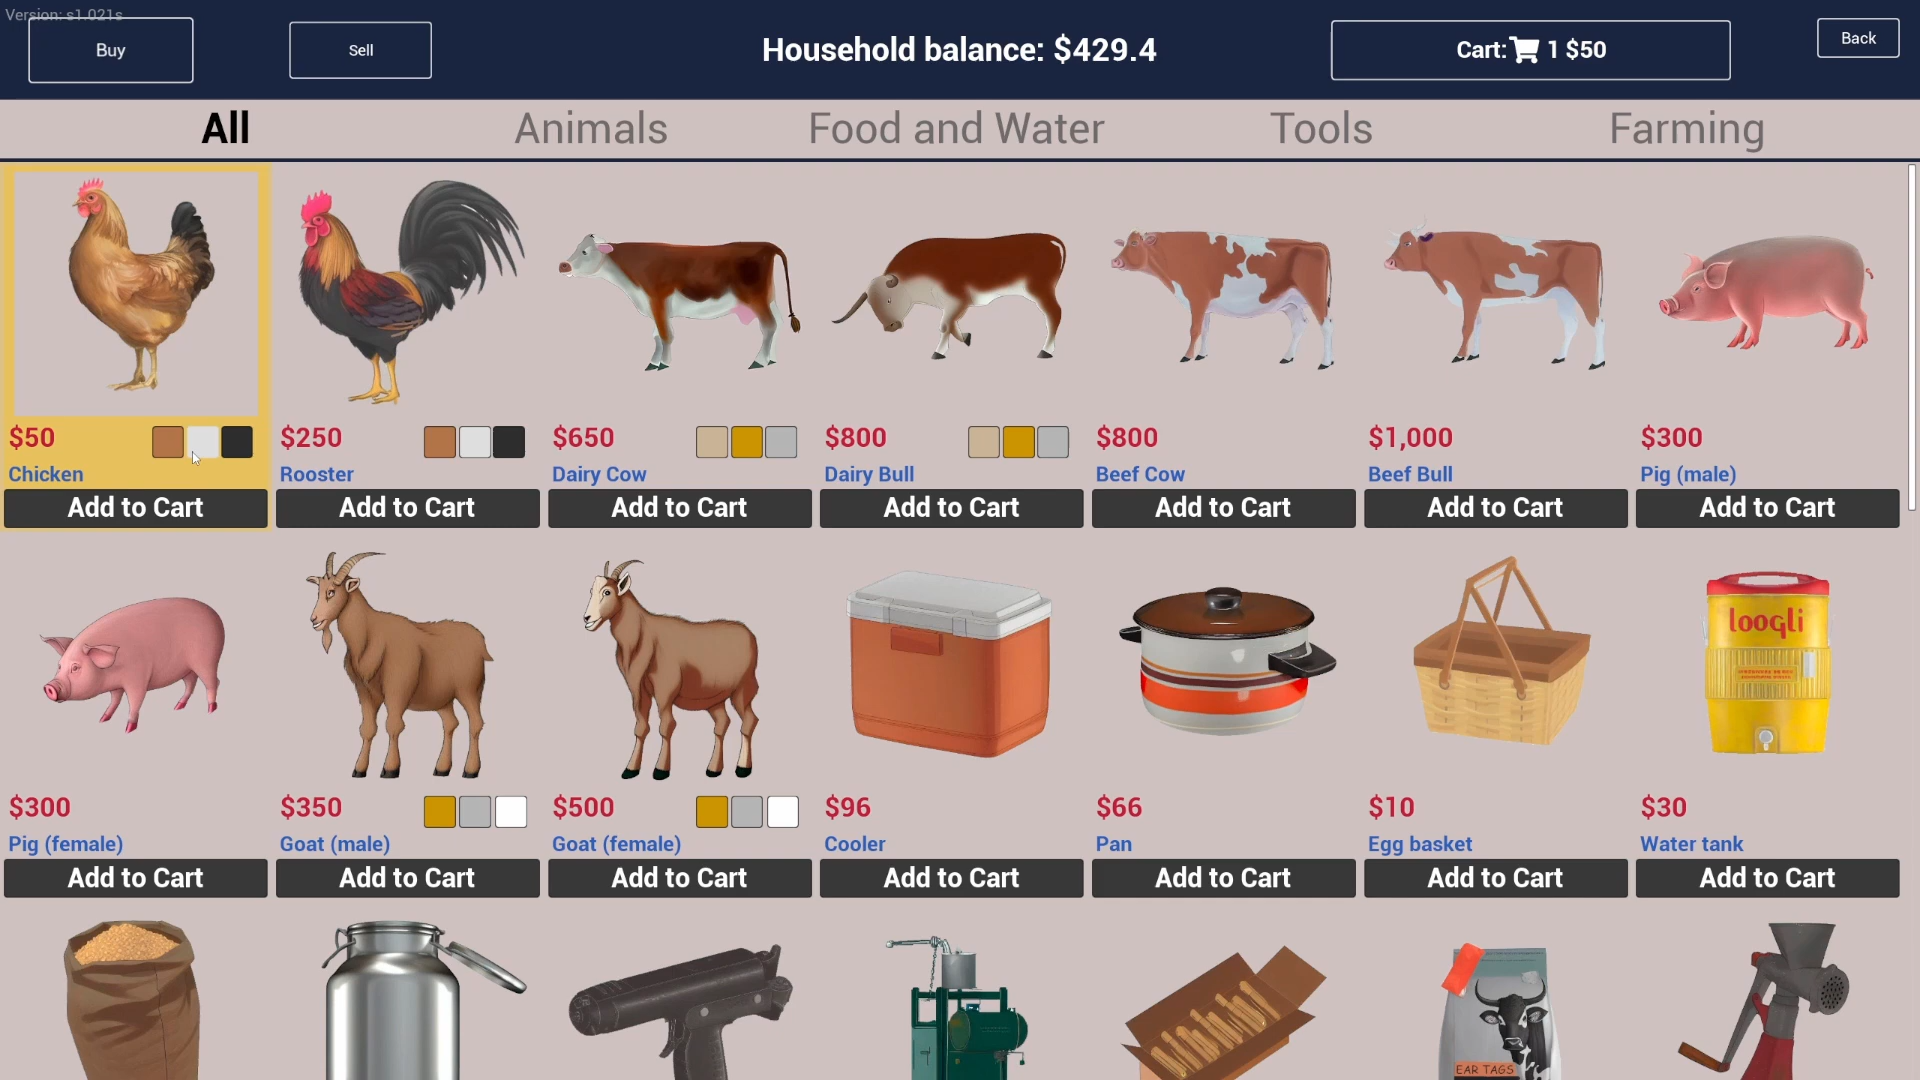 Version: s1.021s
Buy
Sell
Household balance: $429.4
Cart: 1 $50
Back
All
Animals
Food and Water
Tools
Farming
$50
Chicken
Add to Cart
$250
Rooster
Add to Cart
$650
Dairy Cow
Add to Cart
$800
Dairy Bull
Add to Cart
$800
Beef Cow
Add to Cart
$1,000
Beef Bull
Add to Cart
$300
Pig (male)
Add to Cart
$300
Pig (female)
Add to Cart
$350
Goat (male)
Add to Cart
$500
Goat (female)
Add to Cart
$96
Cooler
Add to Cart
$66
Pan
Add to Cart
$10
Egg basket
Add to Cart
loogli
$30
Water tank
Add to Cart
EAR TAGS